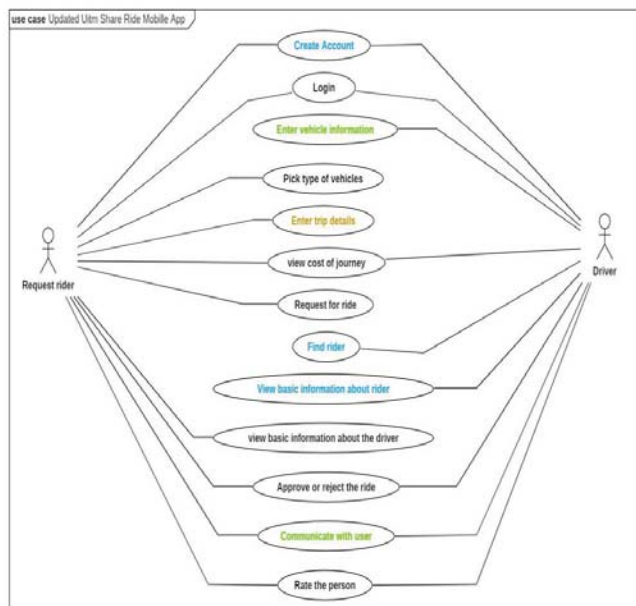 use case Updated Uitm Share Ride Mobille App
Create Account
Login
Enter vehicle information
Pick type of vehicles
Enter trip details
view cost of journey
Request rider
Driver
Request for ride
Find rider
View basic information about rider
view basic information about the driver
Approve or reject the ride
Communicate with user
Rate the person